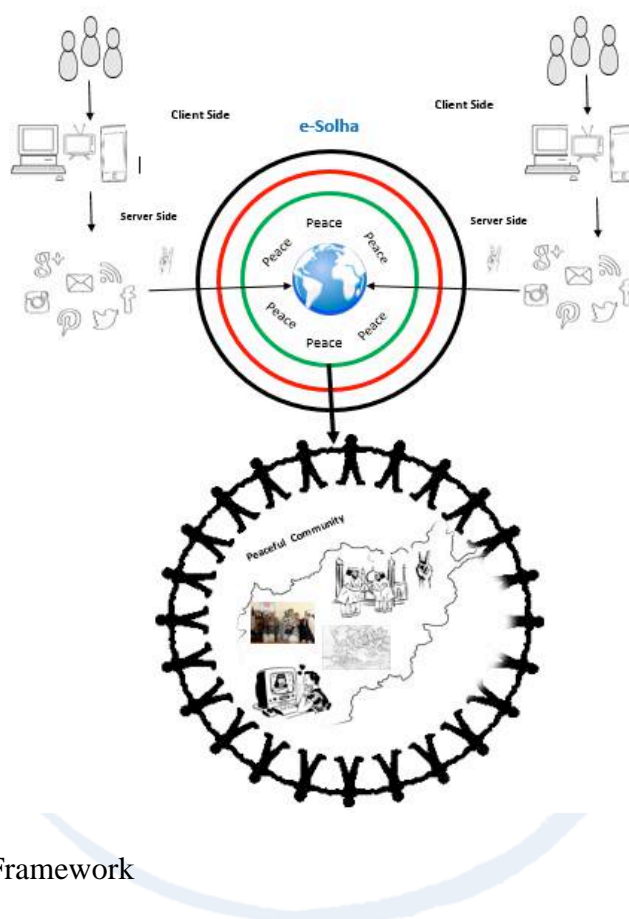 Client Side
Client Side
e-Solha
Server Side
Server Side
Peace
Peace
Peace
Peace
Peace
Peace
Peaceful Community
Framework